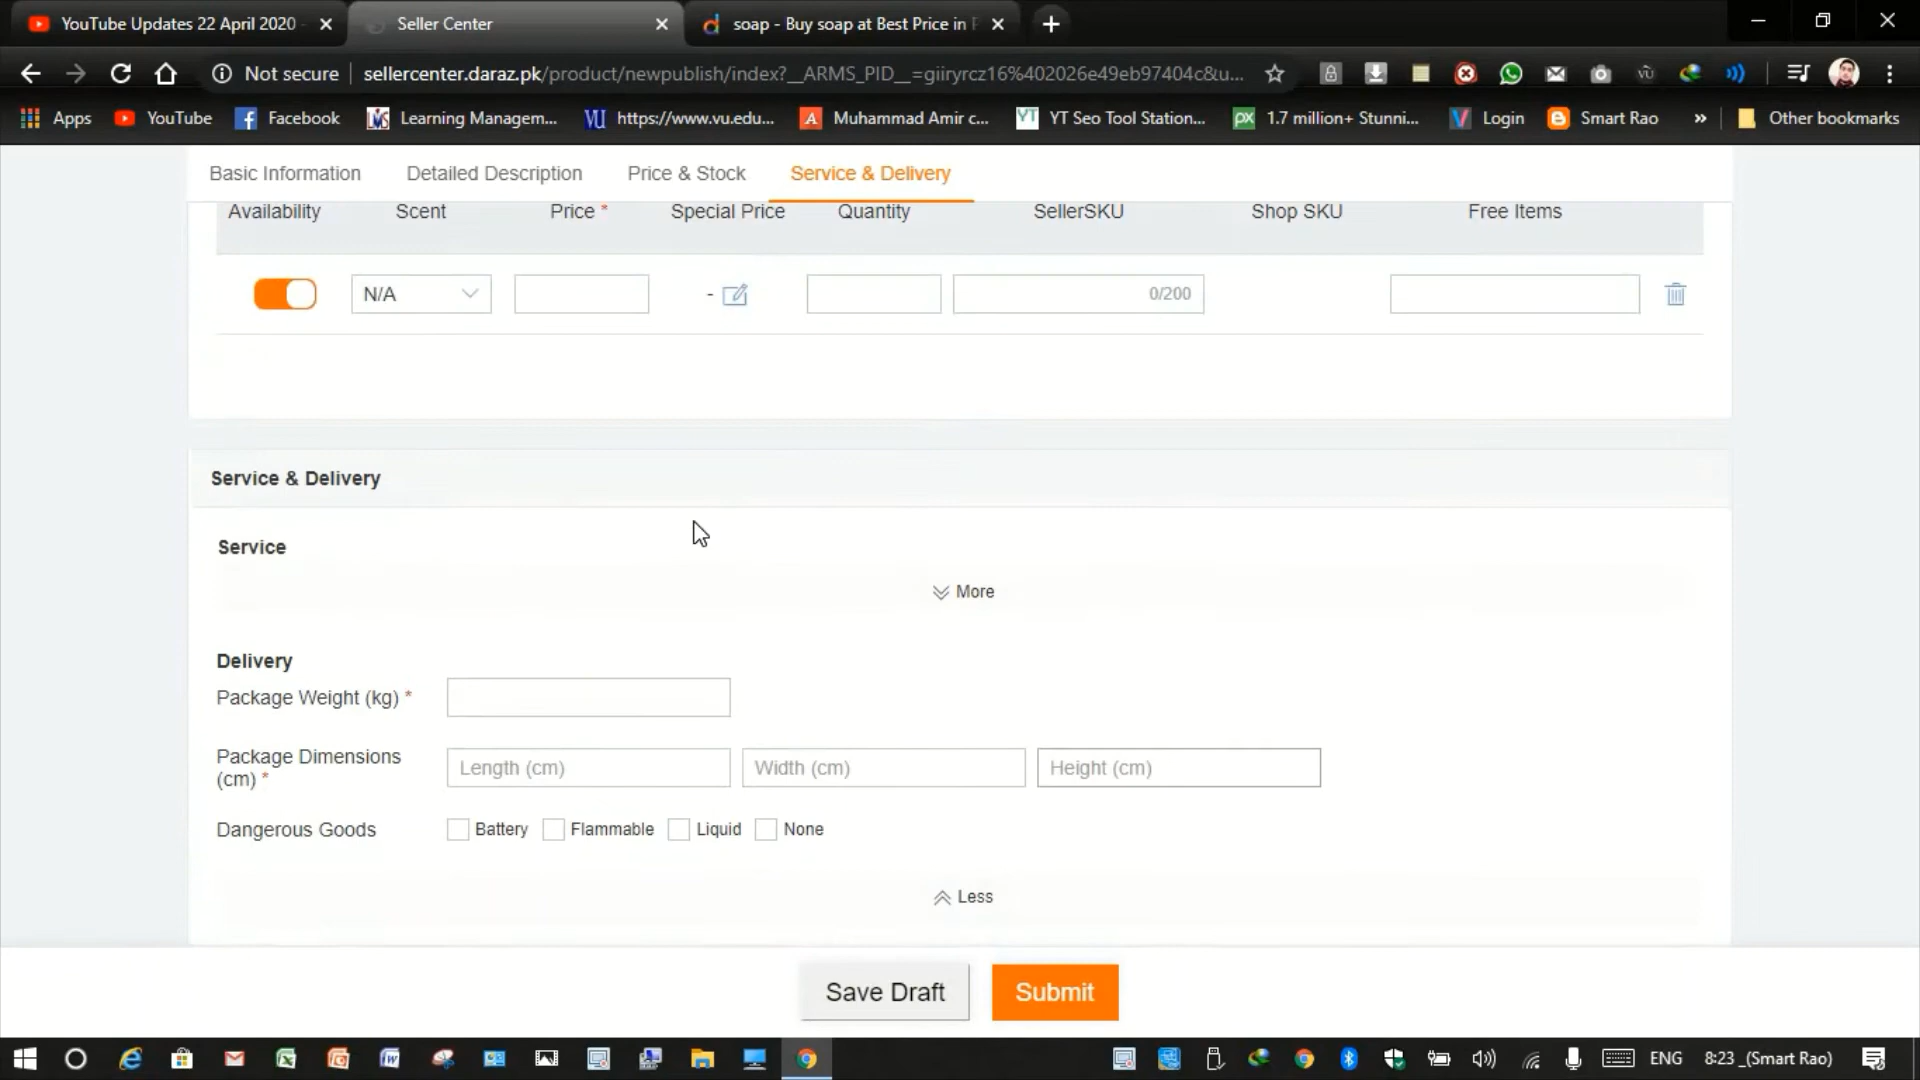 YouTube Updates 22 April 2020
Seller Center
soap - Buy soap at Best Price in P
Not secure
sellercenter.daraz.pk/product/newpublish/index?__ARMS_PID__=giiryrcz16%402026e49eb97404c&u...
Apps
YouTube
Facebook
Learning Managem...
https://www.vu.edu...
Muhammad Amir c...
YT Seo Tool Station...
1.7 million+ Stunni...
Login
Smart Rao
»
Other bookmarks
Basic Information
Detailed Description
Price & Stock
Service & Delivery
Availability
Scent
Price *
Special Price
Quantity
SellerSKU
Shop SKU
Free Items
N/A
-
0/200
Service & Delivery
Service
More
Delivery
Package Weight (kg) *
Package Dimensions
(cm) *
Length (cm)
Width (cm)
Height (cm)
Dangerous Goods
Battery
Flammable
Liquid
None
Less
Save Draft
Submit
ENG
8:23 _(Smart Rao)